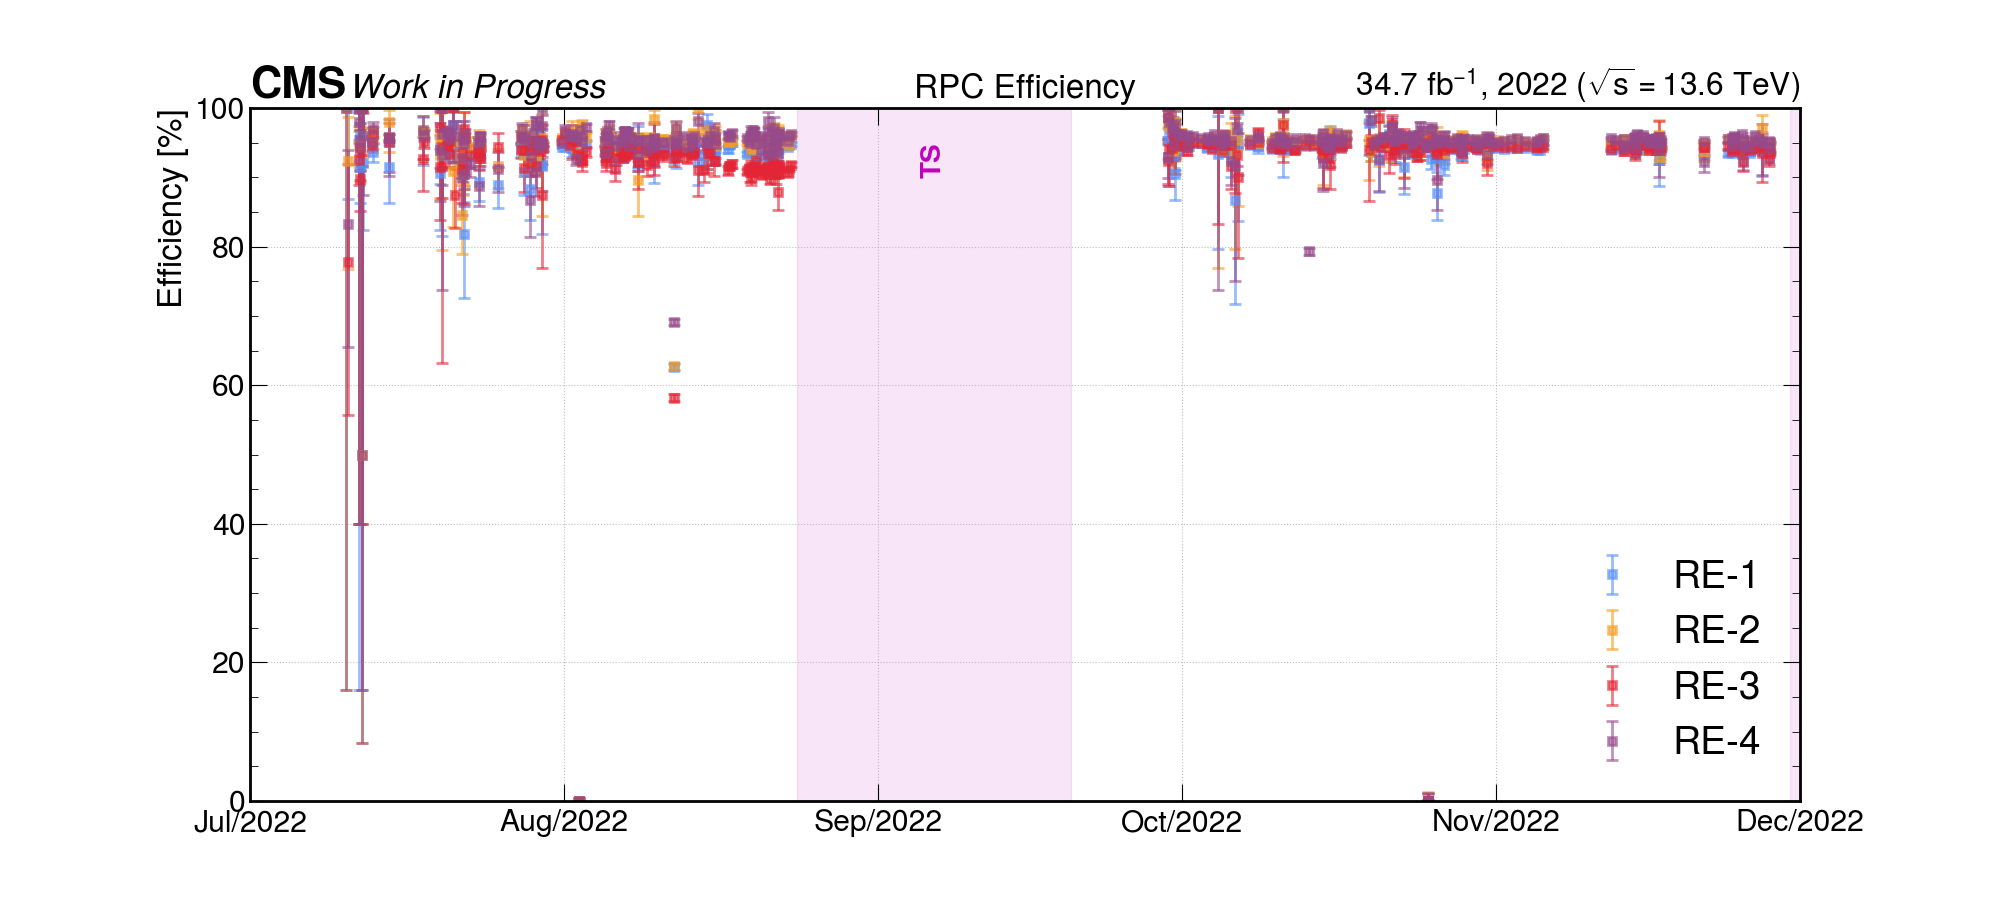 CMS Work in Progress RPC Efficiency 34.7 fb⁻¹, 2022 (√s = 13.6 TeV)
Efficiency [%]
100
80
60
40
20
0
TS
RE-1
RE-2
RE-3
RE-4
Jul/2022 Aug/2022 Sep/2022 Oct/2022 Nov/2022 Dec/2022